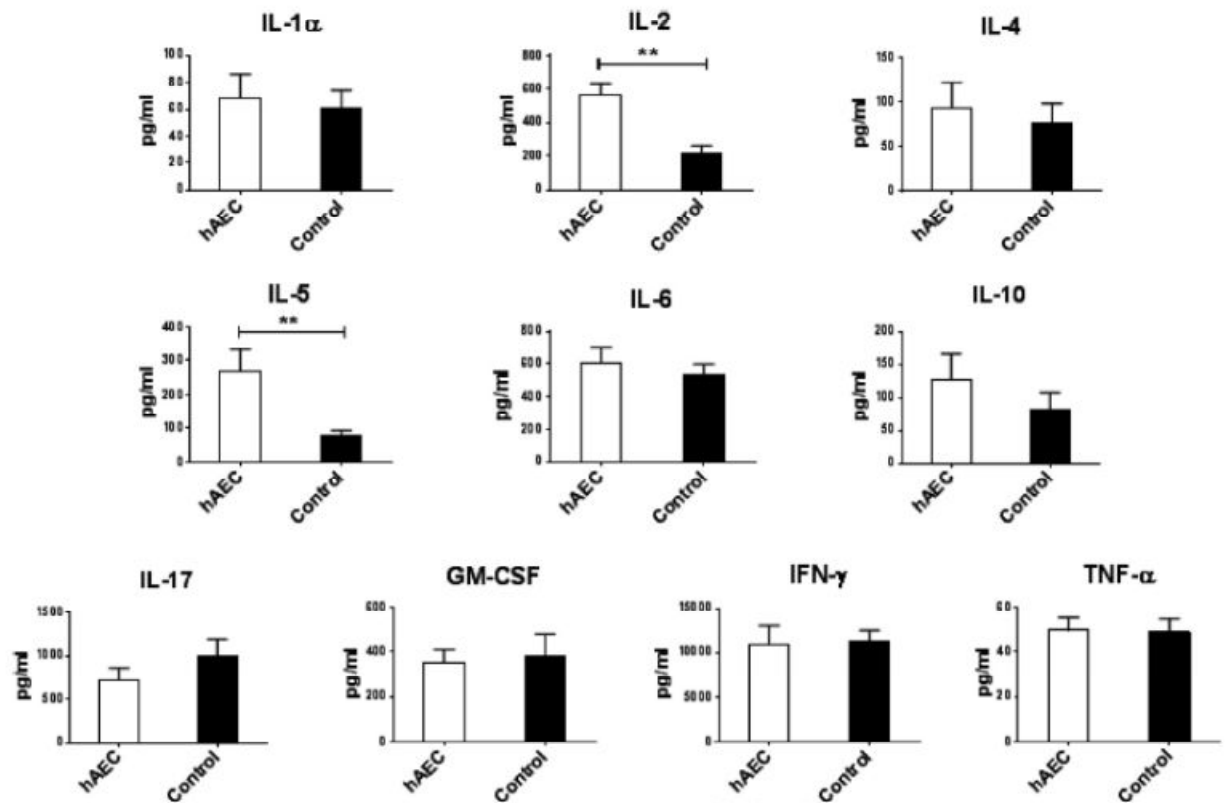 IL-1α
pg/ml
100
80
60
40
20
0
hAEC
Control
IL-2
**
pg/ml
800
600
400
200
0
hAEC
Control
IL-4
pg/ml
150
100
50
0
hAEC
Control
IL-5
**
pg/ml
400
300
200
100
0
hAEC
Control
IL-6
pg/ml
800
600
400
200
0
hAEC
Control
IL-10
pg/ml
200
150
100
50
0
hAEC
Control
IL-17
pg/ml
1500
1000
500
0
hAEC
Control
GM-CSF
pg/ml
600
400
200
0
hAEC
Control
IFN-γ
pg/ml
15000
10000
5000
0
hAEC
Control
TNF-α
pg/ml
60
40
20
0
hAEC
Control